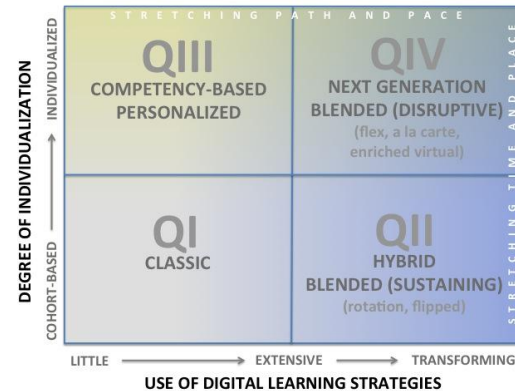 STRETCHING PATH AND PACE
QIII
COMPETENCY-BASED
PERSONALIZED
QIV
NEXT GENERATION
BLENDED (DISRUPTIVE)
(flex, a la carte,
enriched virtual)
QI
CLASSIC
QII
HYBRID
BLENDED (SUSTAINING)
(rotation, flipped)
STRETCHING TIME AND PLACE
DEGREE OF INDIVIDUALIZATION
INDIVIDUALIZED
COHORT-BASED
LITTLE
EXTENSIVE
TRANSFORMING
USE OF DIGITAL LEARNING STRATEGIES